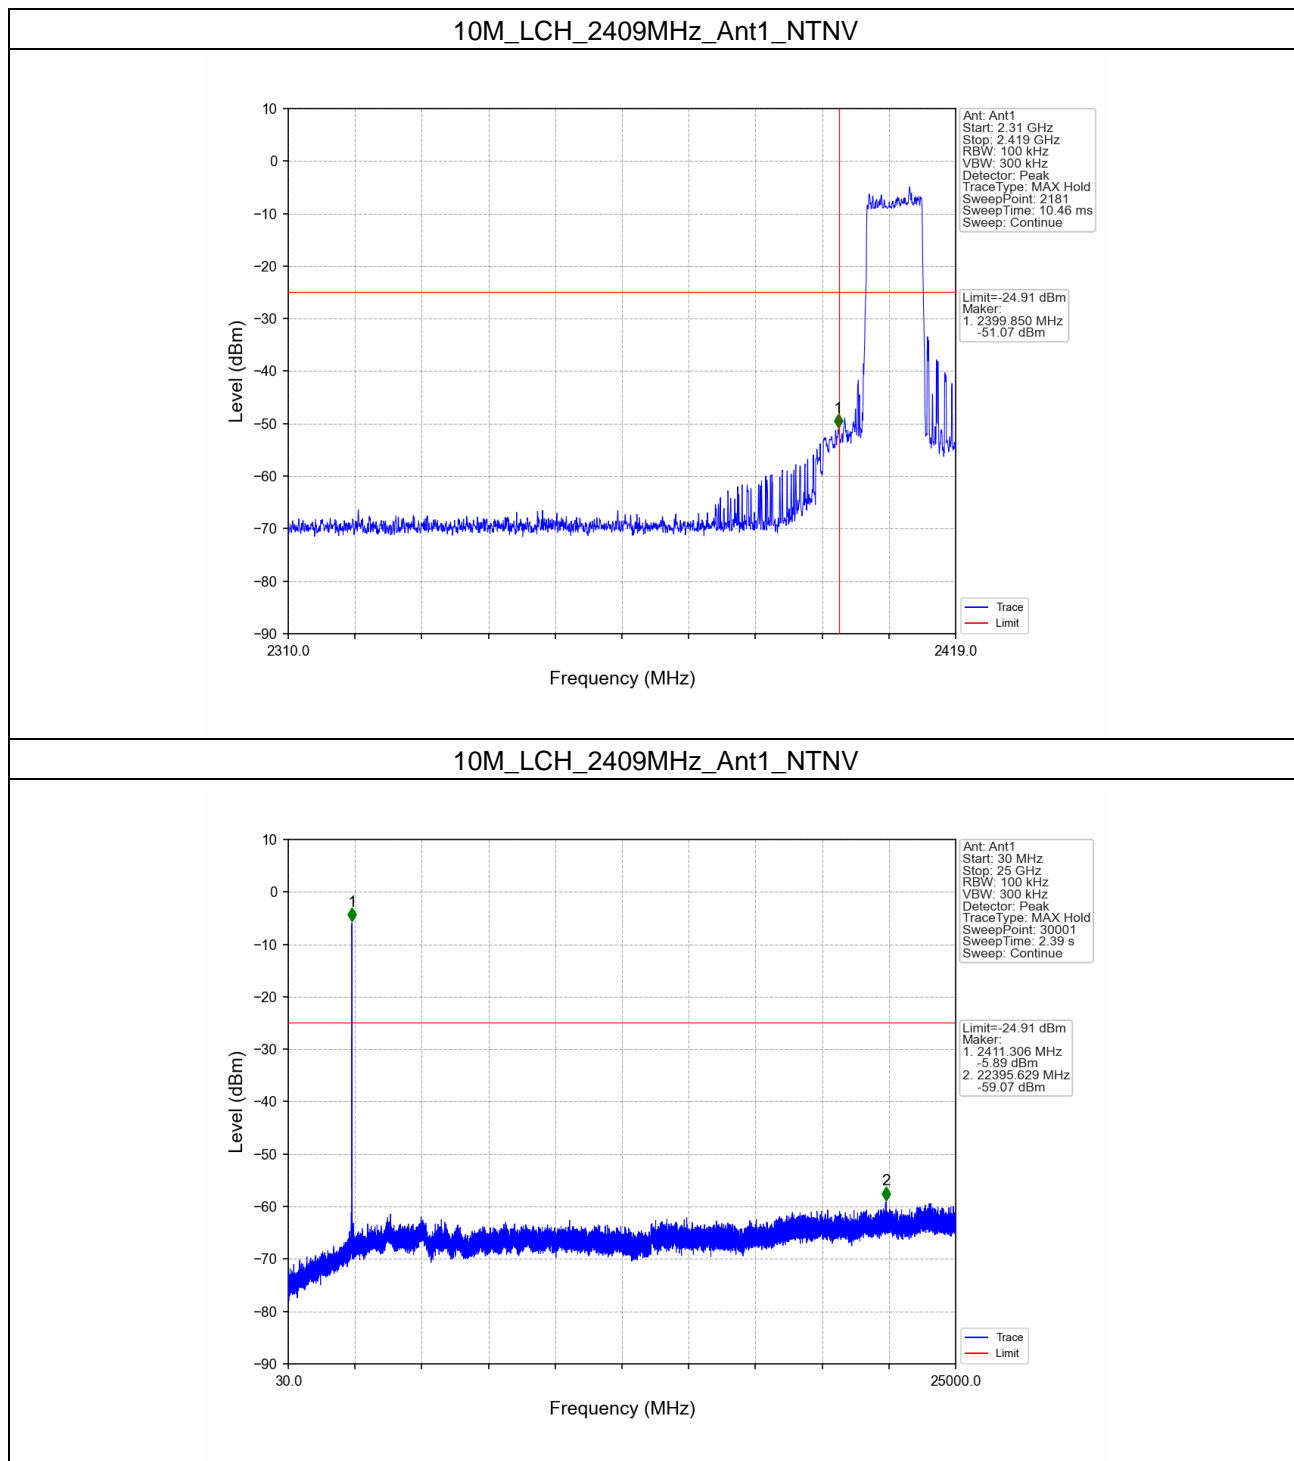 10M_LCH_2409MHz_Ant1_NTNV
10
0
−10
−20
−30
−40
−50
−60
−70
−80
−90
Level (dBm)
1
2310.0
2419.0
Frequency (MHz)
Ant: Ant1
Start: 2.31 GHz
Stop: 2.419 GHz
RBW: 100 kHz
VBW: 300 kHz
Detector: Peak
TraceType: MAX Hold
SweepPoint: 2181
SweepTime: 10.46 ms
Sweep: Continue
Limit=-24.91 dBm
Maker:
1. 2399.850 MHz
-51.07 dBm
Trace
Limit
10M_LCH_2409MHz_Ant1_NTNV
10
0
−10
−20
−30
−40
−50
−60
−70
−80
−90
Level (dBm)
1
2
30.0
25000.0
Frequency (MHz)
Ant: Ant1
Start: 30 MHz
Stop: 25 GHz
RBW: 100 kHz
VBW: 300 kHz
Detector: Peak
TraceType: MAX Hold
SweepPoint: 30001
SweepTime: 2.39 s
Sweep: Continue
Limit=-24.91 dBm
Maker:
1. 2411.306 MHz
-5.89 dBm
2. 22395.629 MHz
-59.07 dBm
Trace
Limit